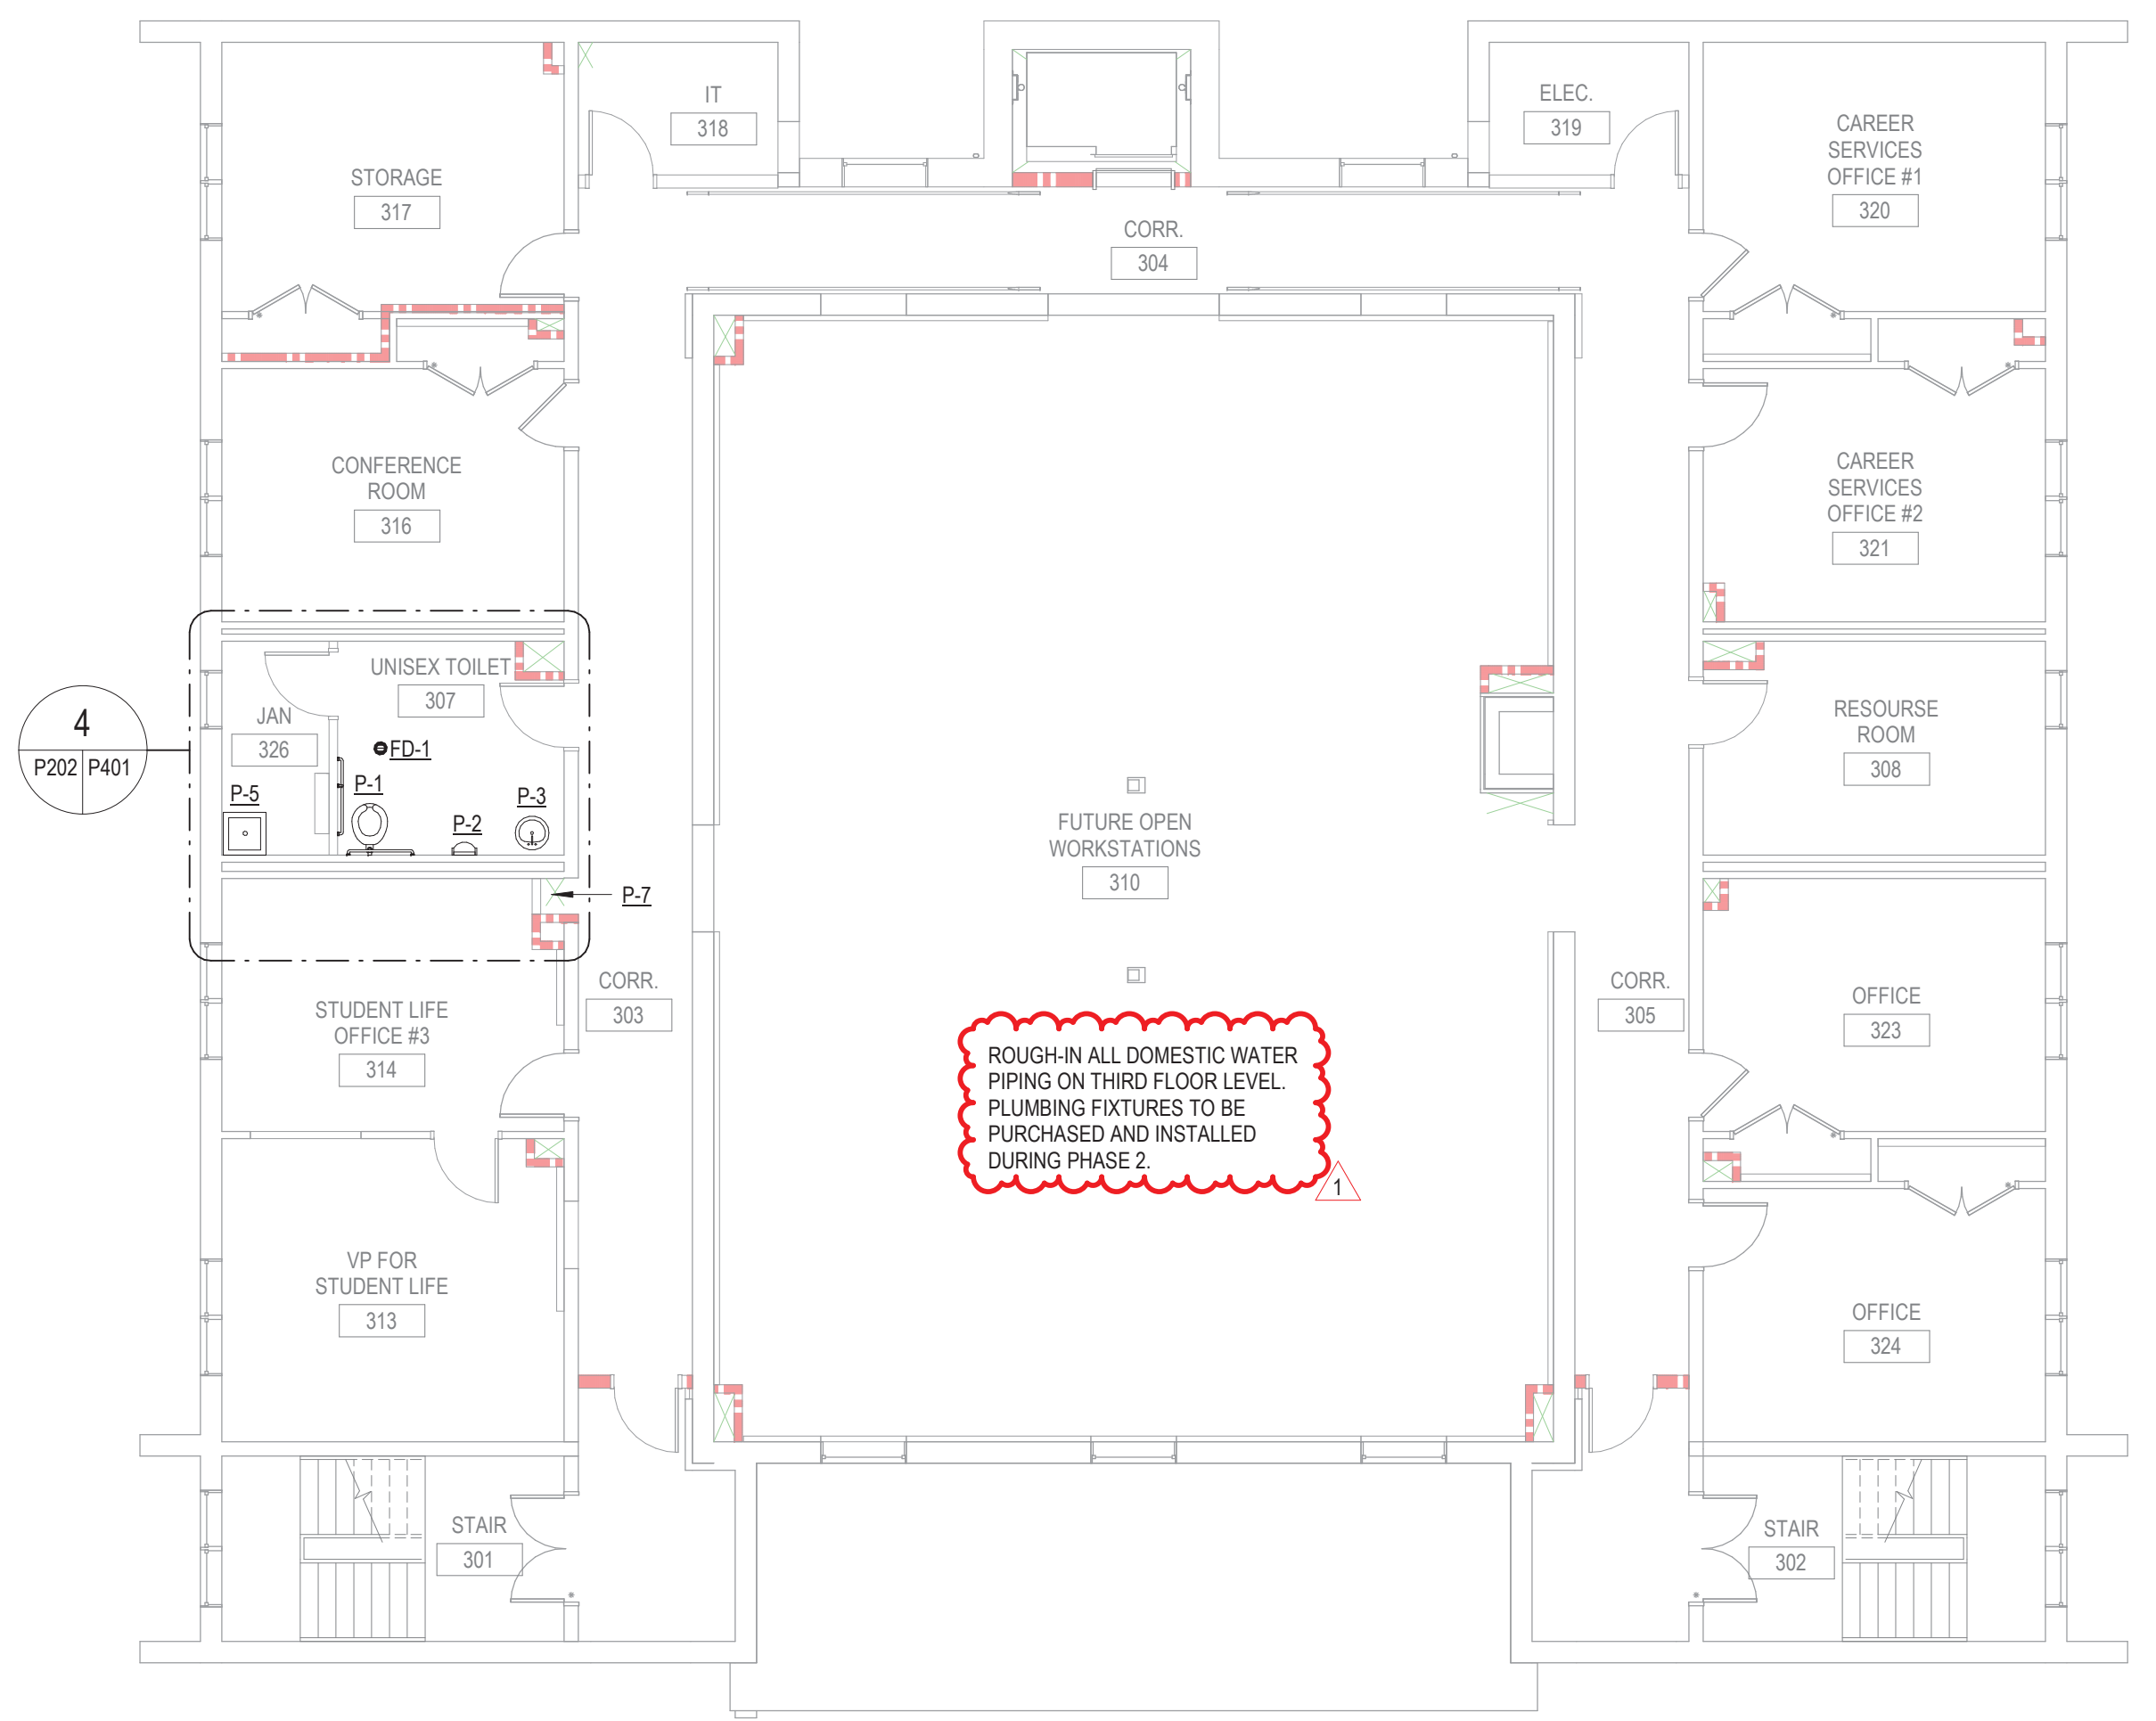 IT
318
ELEC.
319
CAREER
SERVICES
OFFICE #1
320
STORAGE
317
CORR.
304
CONFERENCE
ROOM
316
CAREER
SERVICES
OFFICE #2
321
UNISEX TOILET
307
JAN
326
FD-1
P-1
P-5
P-2
P-3
4
P202 P401
P-7
RESOURSE
ROOM
308
FUTURE OPEN
WORKSTATIONS
310
STUDENT LIFE
OFFICE #3
314
CORR.
303
CORR.
305
OFFICE
323
ROUGH-IN ALL DOMESTIC WATER
PIPING ON THIRD FLOOR LEVEL.
PLUMBING FIXTURES TO BE
PURCHASED AND INSTALLED
DURING PHASE 2.
1
VP FOR
STUDENT LIFE
313
OFFICE
324
STAIR
301
STAIR
302